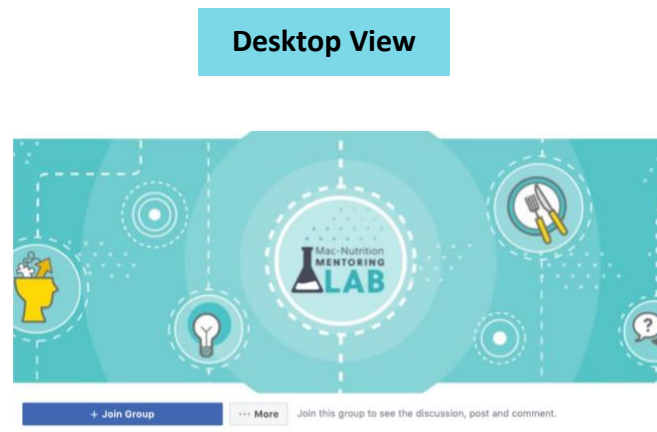 Desktop View
Mac-Nutrition
MENTORING
LAB
?
+ Join Group
··· More
Join this group to see the discussion, post and comment.